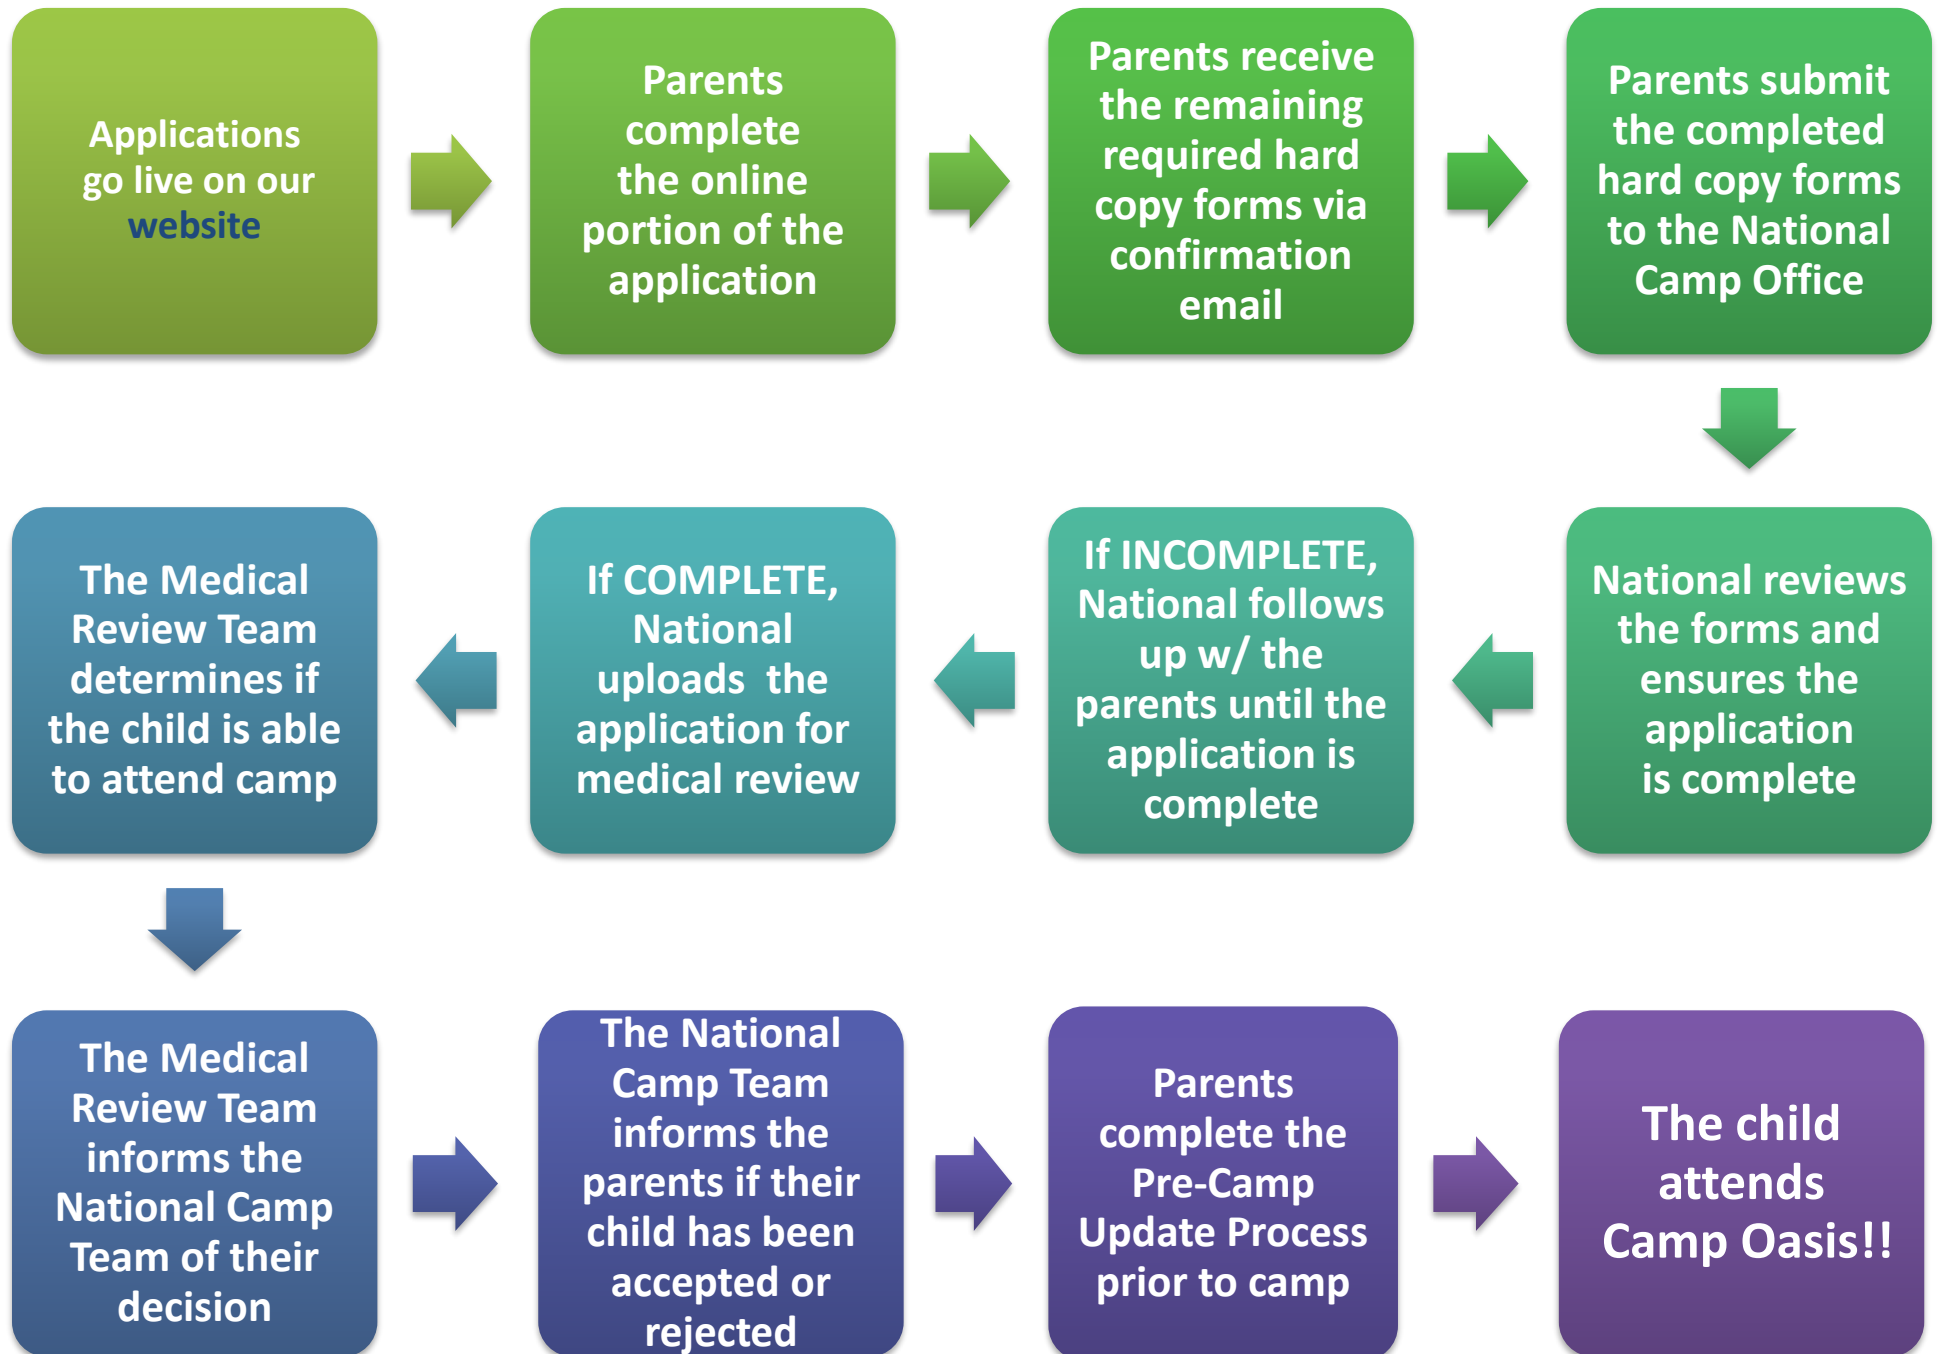 Applications
go live on our
website
Parents
complete
the online
portion of the
application
Parents receive
the remaining
required hard
copy forms via
confirmation
email
Parents submit
the completed
hard copy forms
to the National
Camp Office
National reviews
the forms and
ensures the
application
is complete
If INCOMPLETE,
National follows
up w/ the
parents until the
application is
complete
If COMPLETE,
National
uploads the
application for
medical review
The Medical
Review Team
determines if
the child is able
to attend camp
The Medical
Review Team
informs the
National Camp
Team of their
decision
The National
Camp Team
informs the
parents if their
child has been
accepted or
rejected
Parents
complete the
Pre-Camp
Update Process
prior to camp
The child
attends
Camp Oasis!!